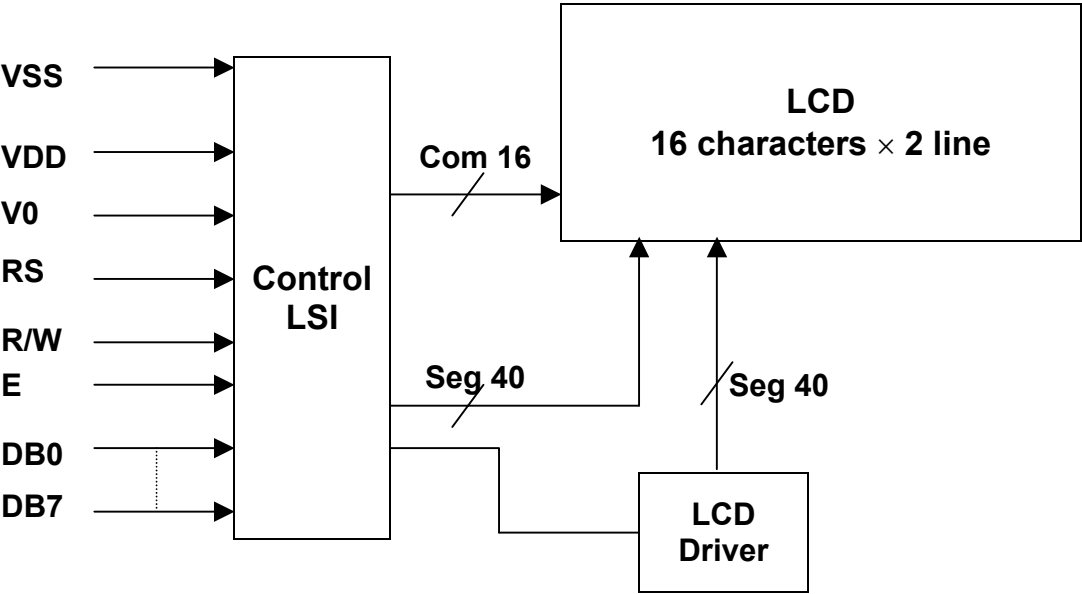 VSS
VDD
V0
RS
R/W
E
DB0
DB7
Control
LSI
Com 16
Seg 40
LCD
16 characters × 2 line
Seg 40
LCD
Driver